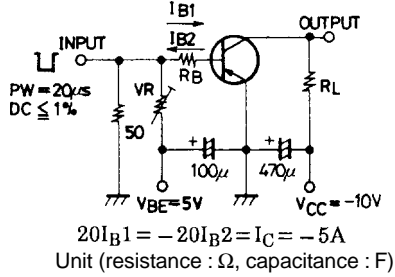 IB1
IB2
INPUT
OUTPUT
RB
PW=20μs
DC≦1%
VR
RL
50
+
100μ
+
470μ
VBE=5V
VCC=−10V
20IB1=−20IB2=IC=−5A
Unit (resistance : Ω, capacitance : F)